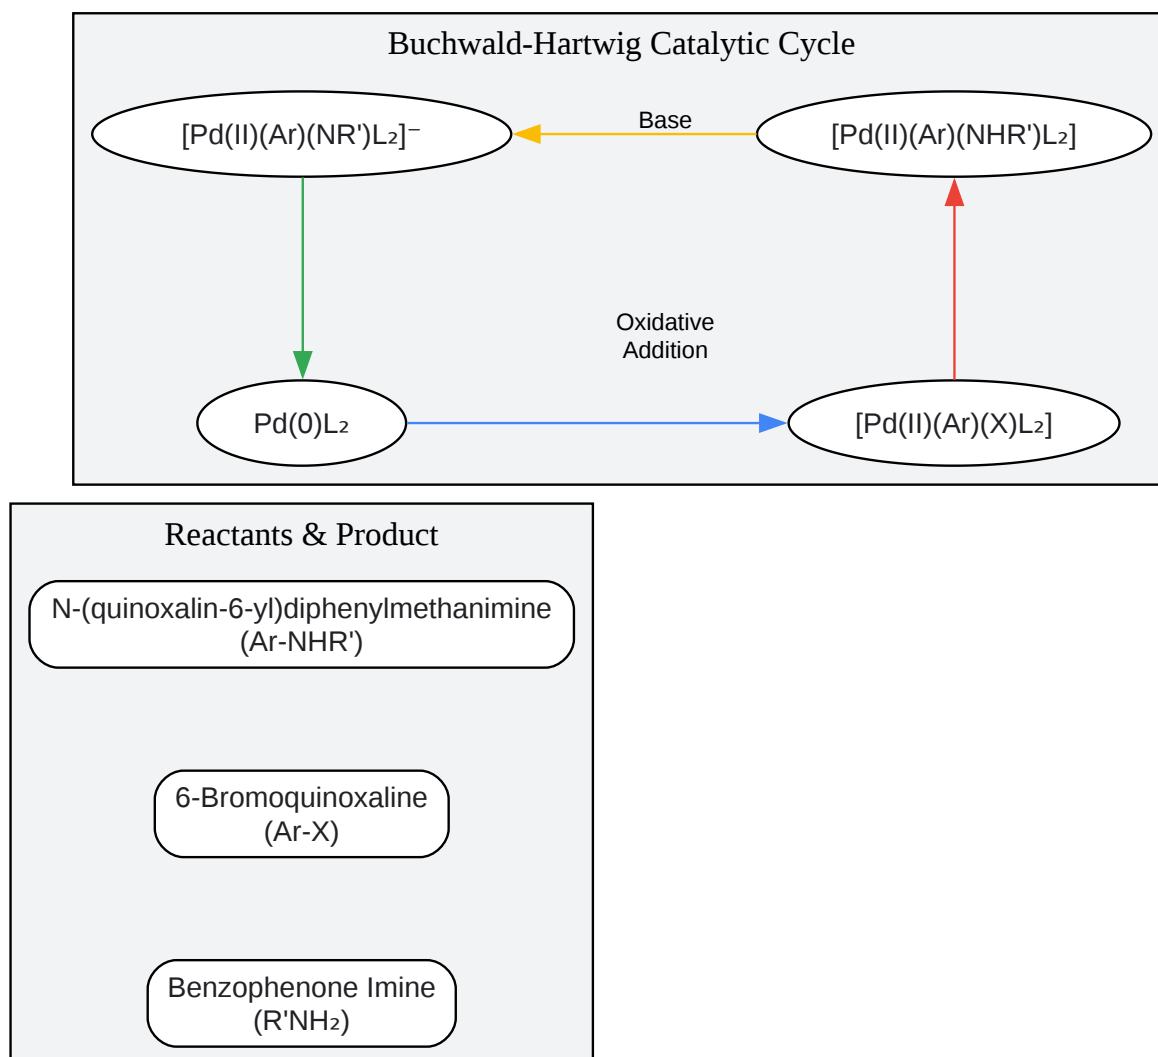 Buchwald-Hartwig Catalytic Cycle
[Pd(II)(Ar)(NR')L₂]⁻
Base
[Pd(II)(Ar)(NHR')L₂]
Oxidative
Addition
Pd(0)L₂
[Pd(II)(Ar)(X)L₂]
Reactants & Product
N-(quinoxalin-6-yl)diphenylmethanimine
(Ar-NHR')
6-Bromoquinoxaline
(Ar-X)
Benzophenone Imine
(R'NH₂)